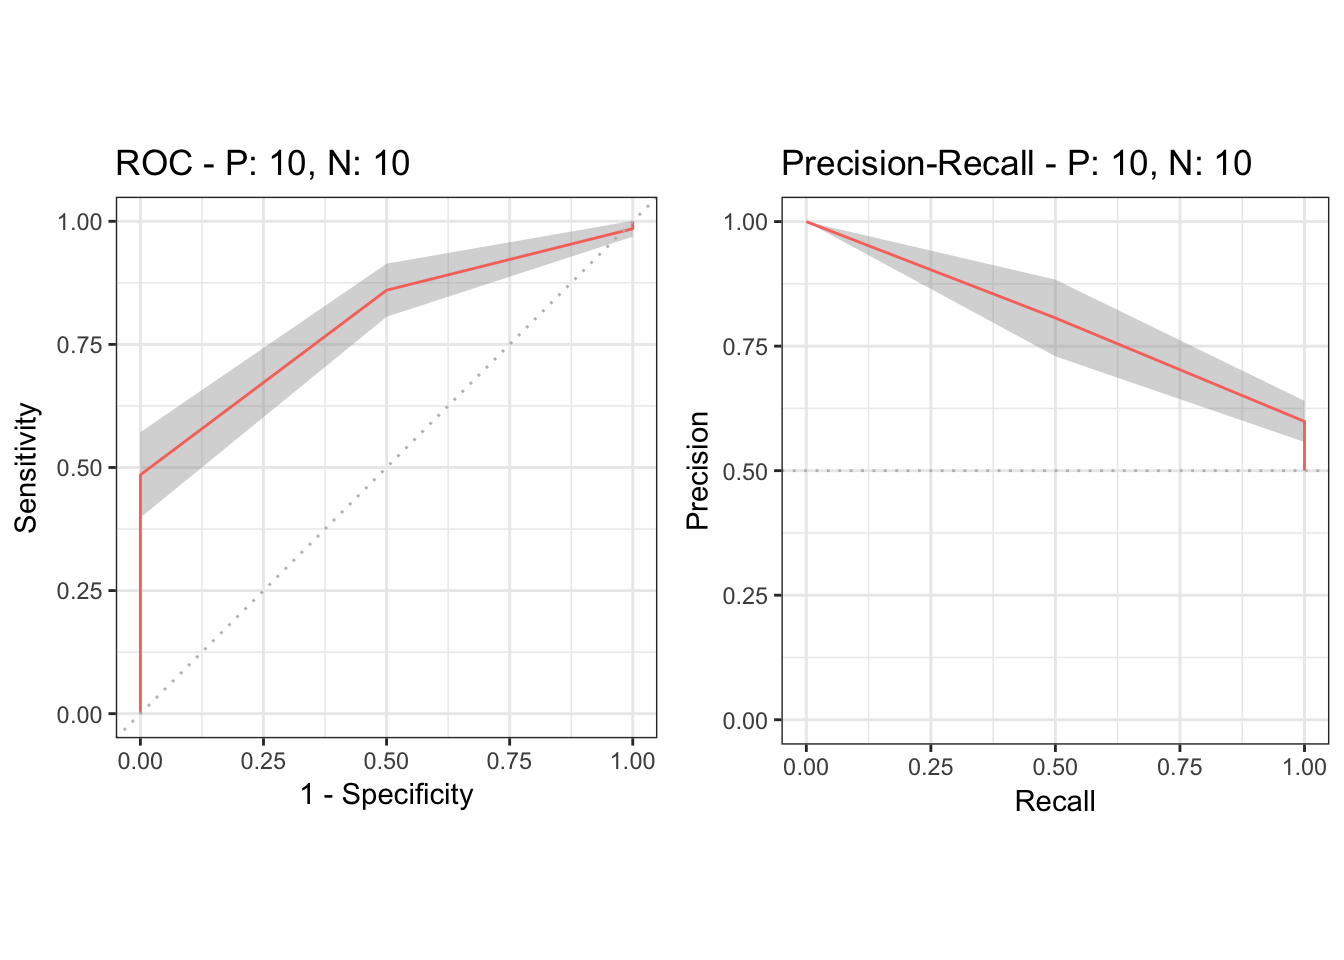 ROC - P: 10, N: 10
Sensitivity
1.00
0.75
0.50
0.25
0.00
0.00 0.25 0.50 0.75 1.00
1 - Specificity
Precision-Recall - P: 10, N: 10
Precision
1.00
0.75
0.50
0.25
0.00
0.00 0.25 0.50 0.75 1.00
Recall